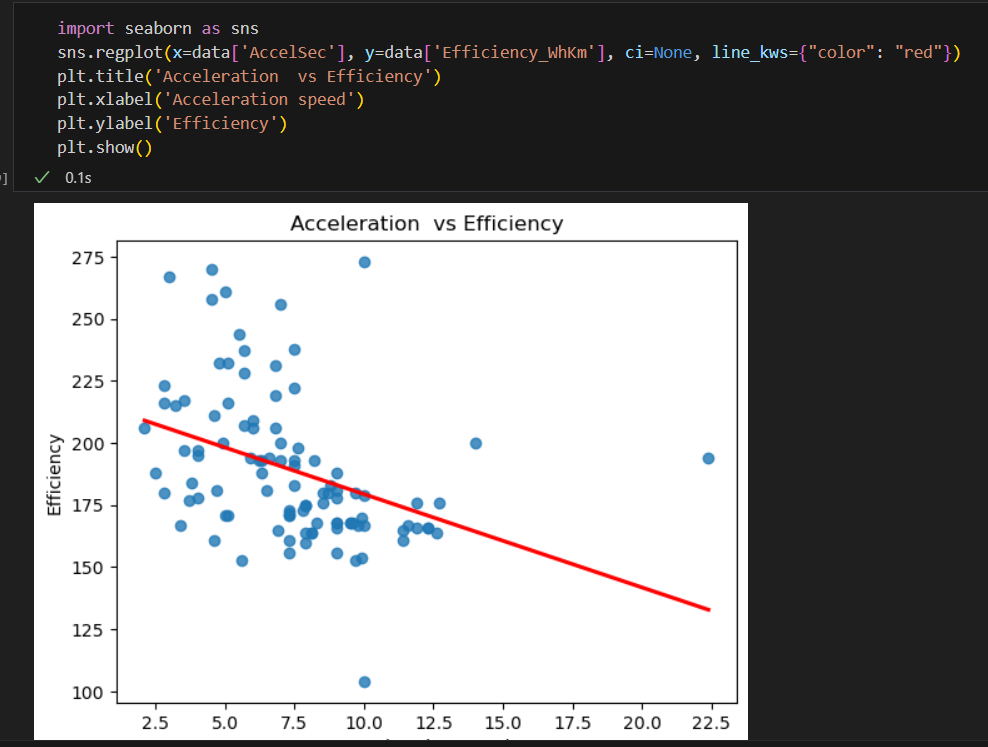 import seaborn as sns
sns.regplot(x=data['AccelSec'], y=data['Efficiency_WhKm'], ci=None, line_kws={"color": "red"})
plt.title('Acceleration  vs Efficiency')
plt.xlabel('Acceleration speed')
plt.ylabel('Efficiency')
plt.show()
]
✓ 0.1s
Acceleration  vs Efficiency
275
250
225
200
175
150
125
100
Efficiency
2.5 5.0 7.5 10.0 12.5 15.0 17.5 20.0 22.5